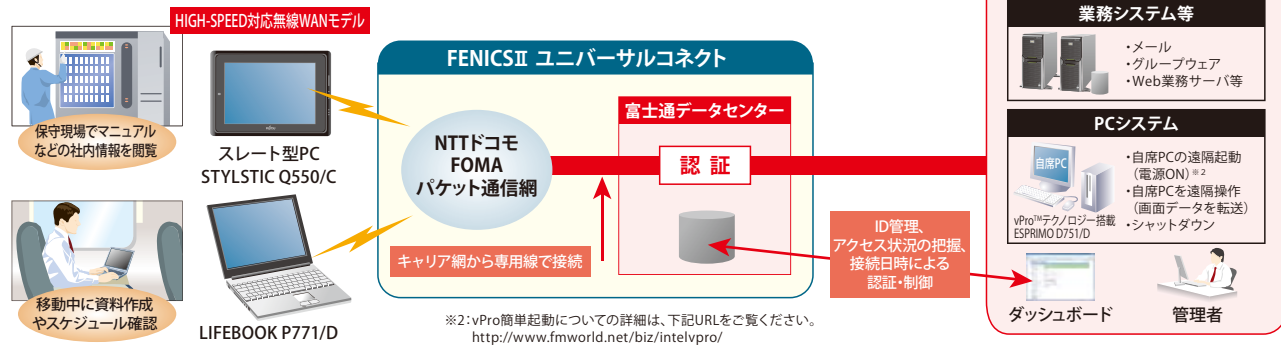 HIGH-SPEED対応無線WANモデル
保守現場でマニュアル
などの社内情報を閲覧
スレート型PC
STYLSTIC Q550/C
移動中に資料作成
やスケジュール確認
LIFEBOOK P771/D
FENICSⅡ ユニバーサルコネクト
NTTドコモ
FOMA
パケット通信網
キャリア網から専用線で接続
富士通データセンター
認 証
ID管理、
アクセス状況の把握、
接続日時による
認証・制御
※2：vPro簡単起動についての詳細は、下記URLをご覧ください。
http://www.fmworld.net/biz/intelvpro/
業務システム等
・メール
・グループウェア
・Web業務サーバ等
PCシステム
自席PC
vPro™テクノロジー搭載
ESPRIMO D751/D
・自席PCの遠隔起動
（電源ON）※2
・自席PCを遠隔操作
（画面データを転送）
・シャットダウン
ダッシュボード
管理者